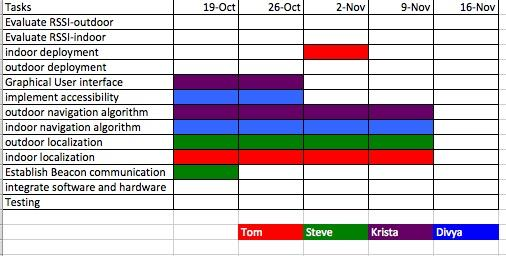 Tasks 19-Oct 26-Oct 2-Nov 9-Nov 16-Nov
Evaluate RSSI-outdoor
Evaluate RSSI-indoor
indoor deployment
outdoor deployment
Graphical User interface
implement accessibility
outdoor navigation algorithm
indoor navigation algorithm
outdoor localization
indoor localization
Establish Beacon communication
integrate software and hardware
Testing
Tom Steve Krista Divya